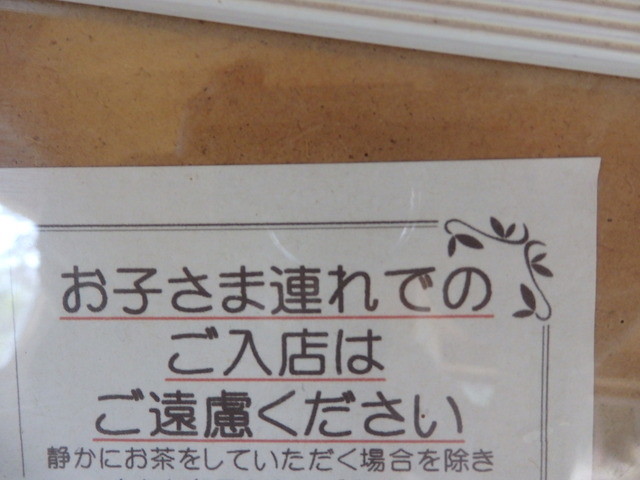 お子さま連れでの
ご入店は
ご遠慮ください
静かにお茶をしていただく場合を除き